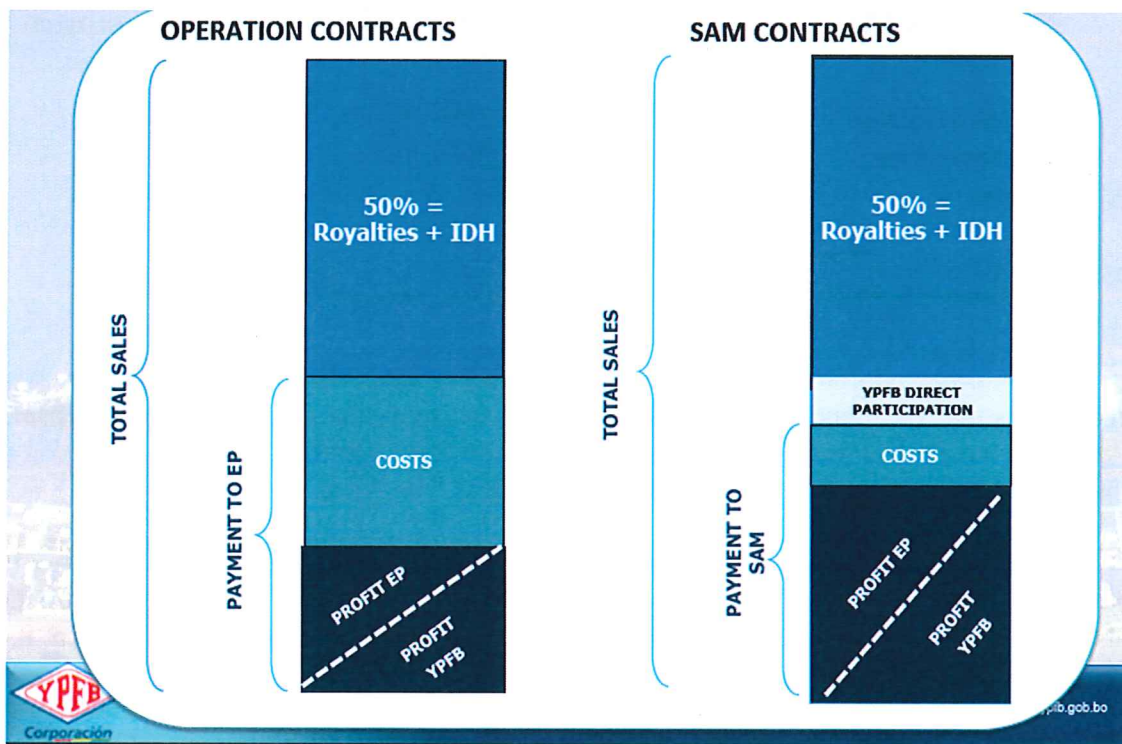 OPERATION CONTRACTS
TOTAL SALES
PAYMENT TO EP
50% =
Royalties + IDH
COSTS
PROFIT EP
PROFIT
YPFB
SAM CONTRACTS
TOTAL SALES
PAYMENT TO
SAM
50% =
Royalties + IDH
YPFB DIRECT
PARTICIPATION
COSTS
PROFIT EP
PROFIT
YPFB
YPFB
Corporación
ypfb.gob.bo